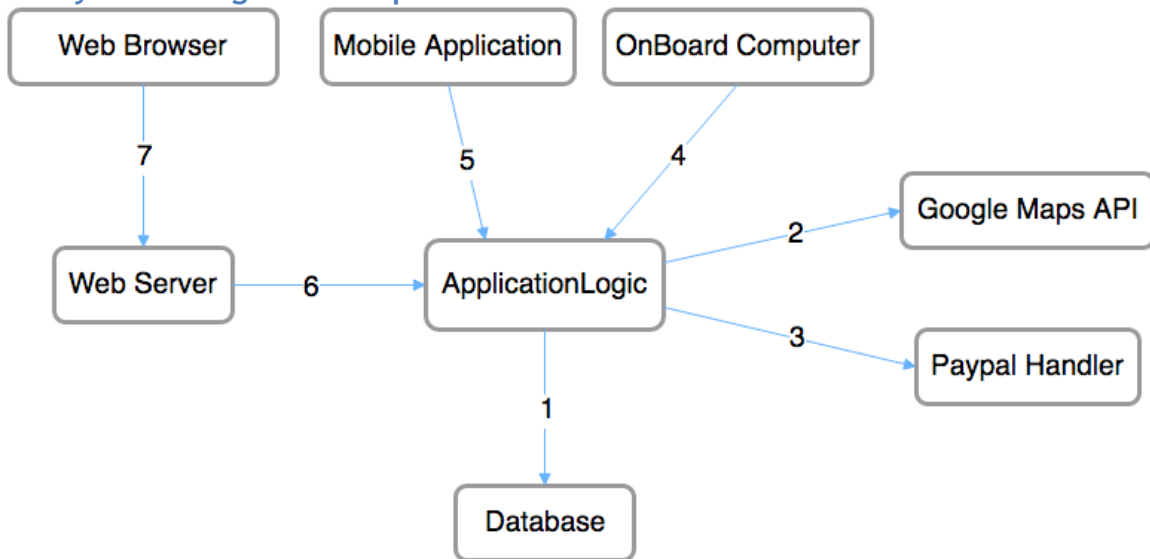 Web Browser
Mobile Application
OnBoard Computer
7
5
4
Google Maps API
2
Web Server
6
ApplicationLogic
3
Paypal Handler
1
Database